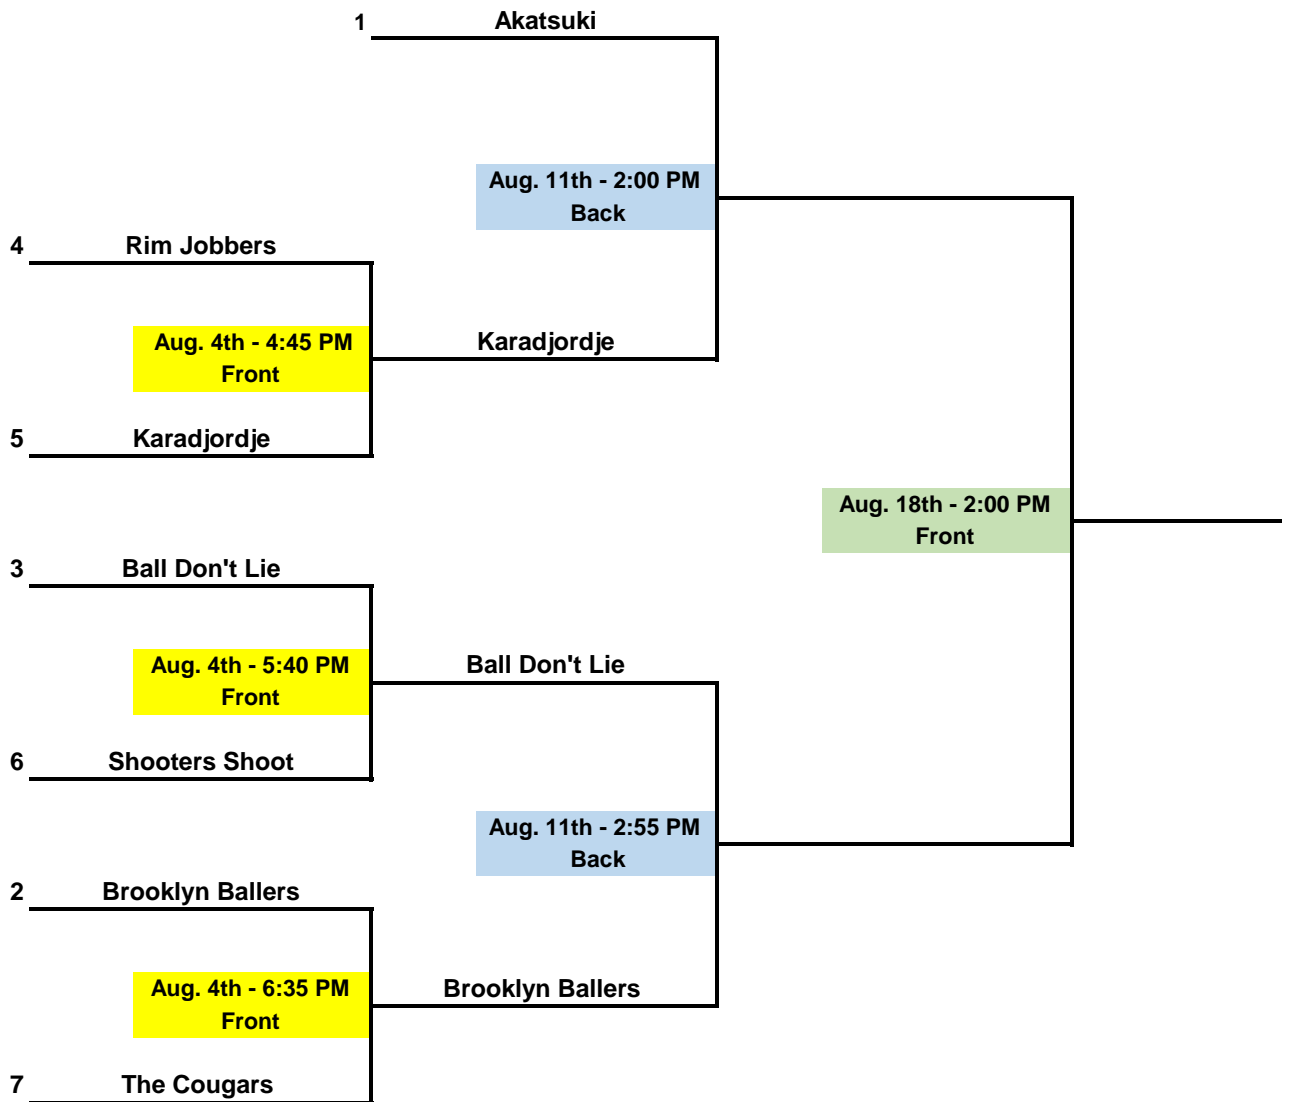 1 Akatsuki
Aug. 11th - 2:00 PM
Back
4 Rim Jobbers
Aug. 4th - 4:45 PM
Front
Karadjordje
5 Karadjordje
Aug. 18th - 2:00 PM
Front
3 Ball Don't Lie
Aug. 4th - 5:40 PM
Front
Ball Don't Lie
6 Shooters Shoot
Aug. 11th - 2:55 PM
Back
2 Brooklyn Ballers
Aug. 4th - 6:35 PM
Front
Brooklyn Ballers
7 The Cougars